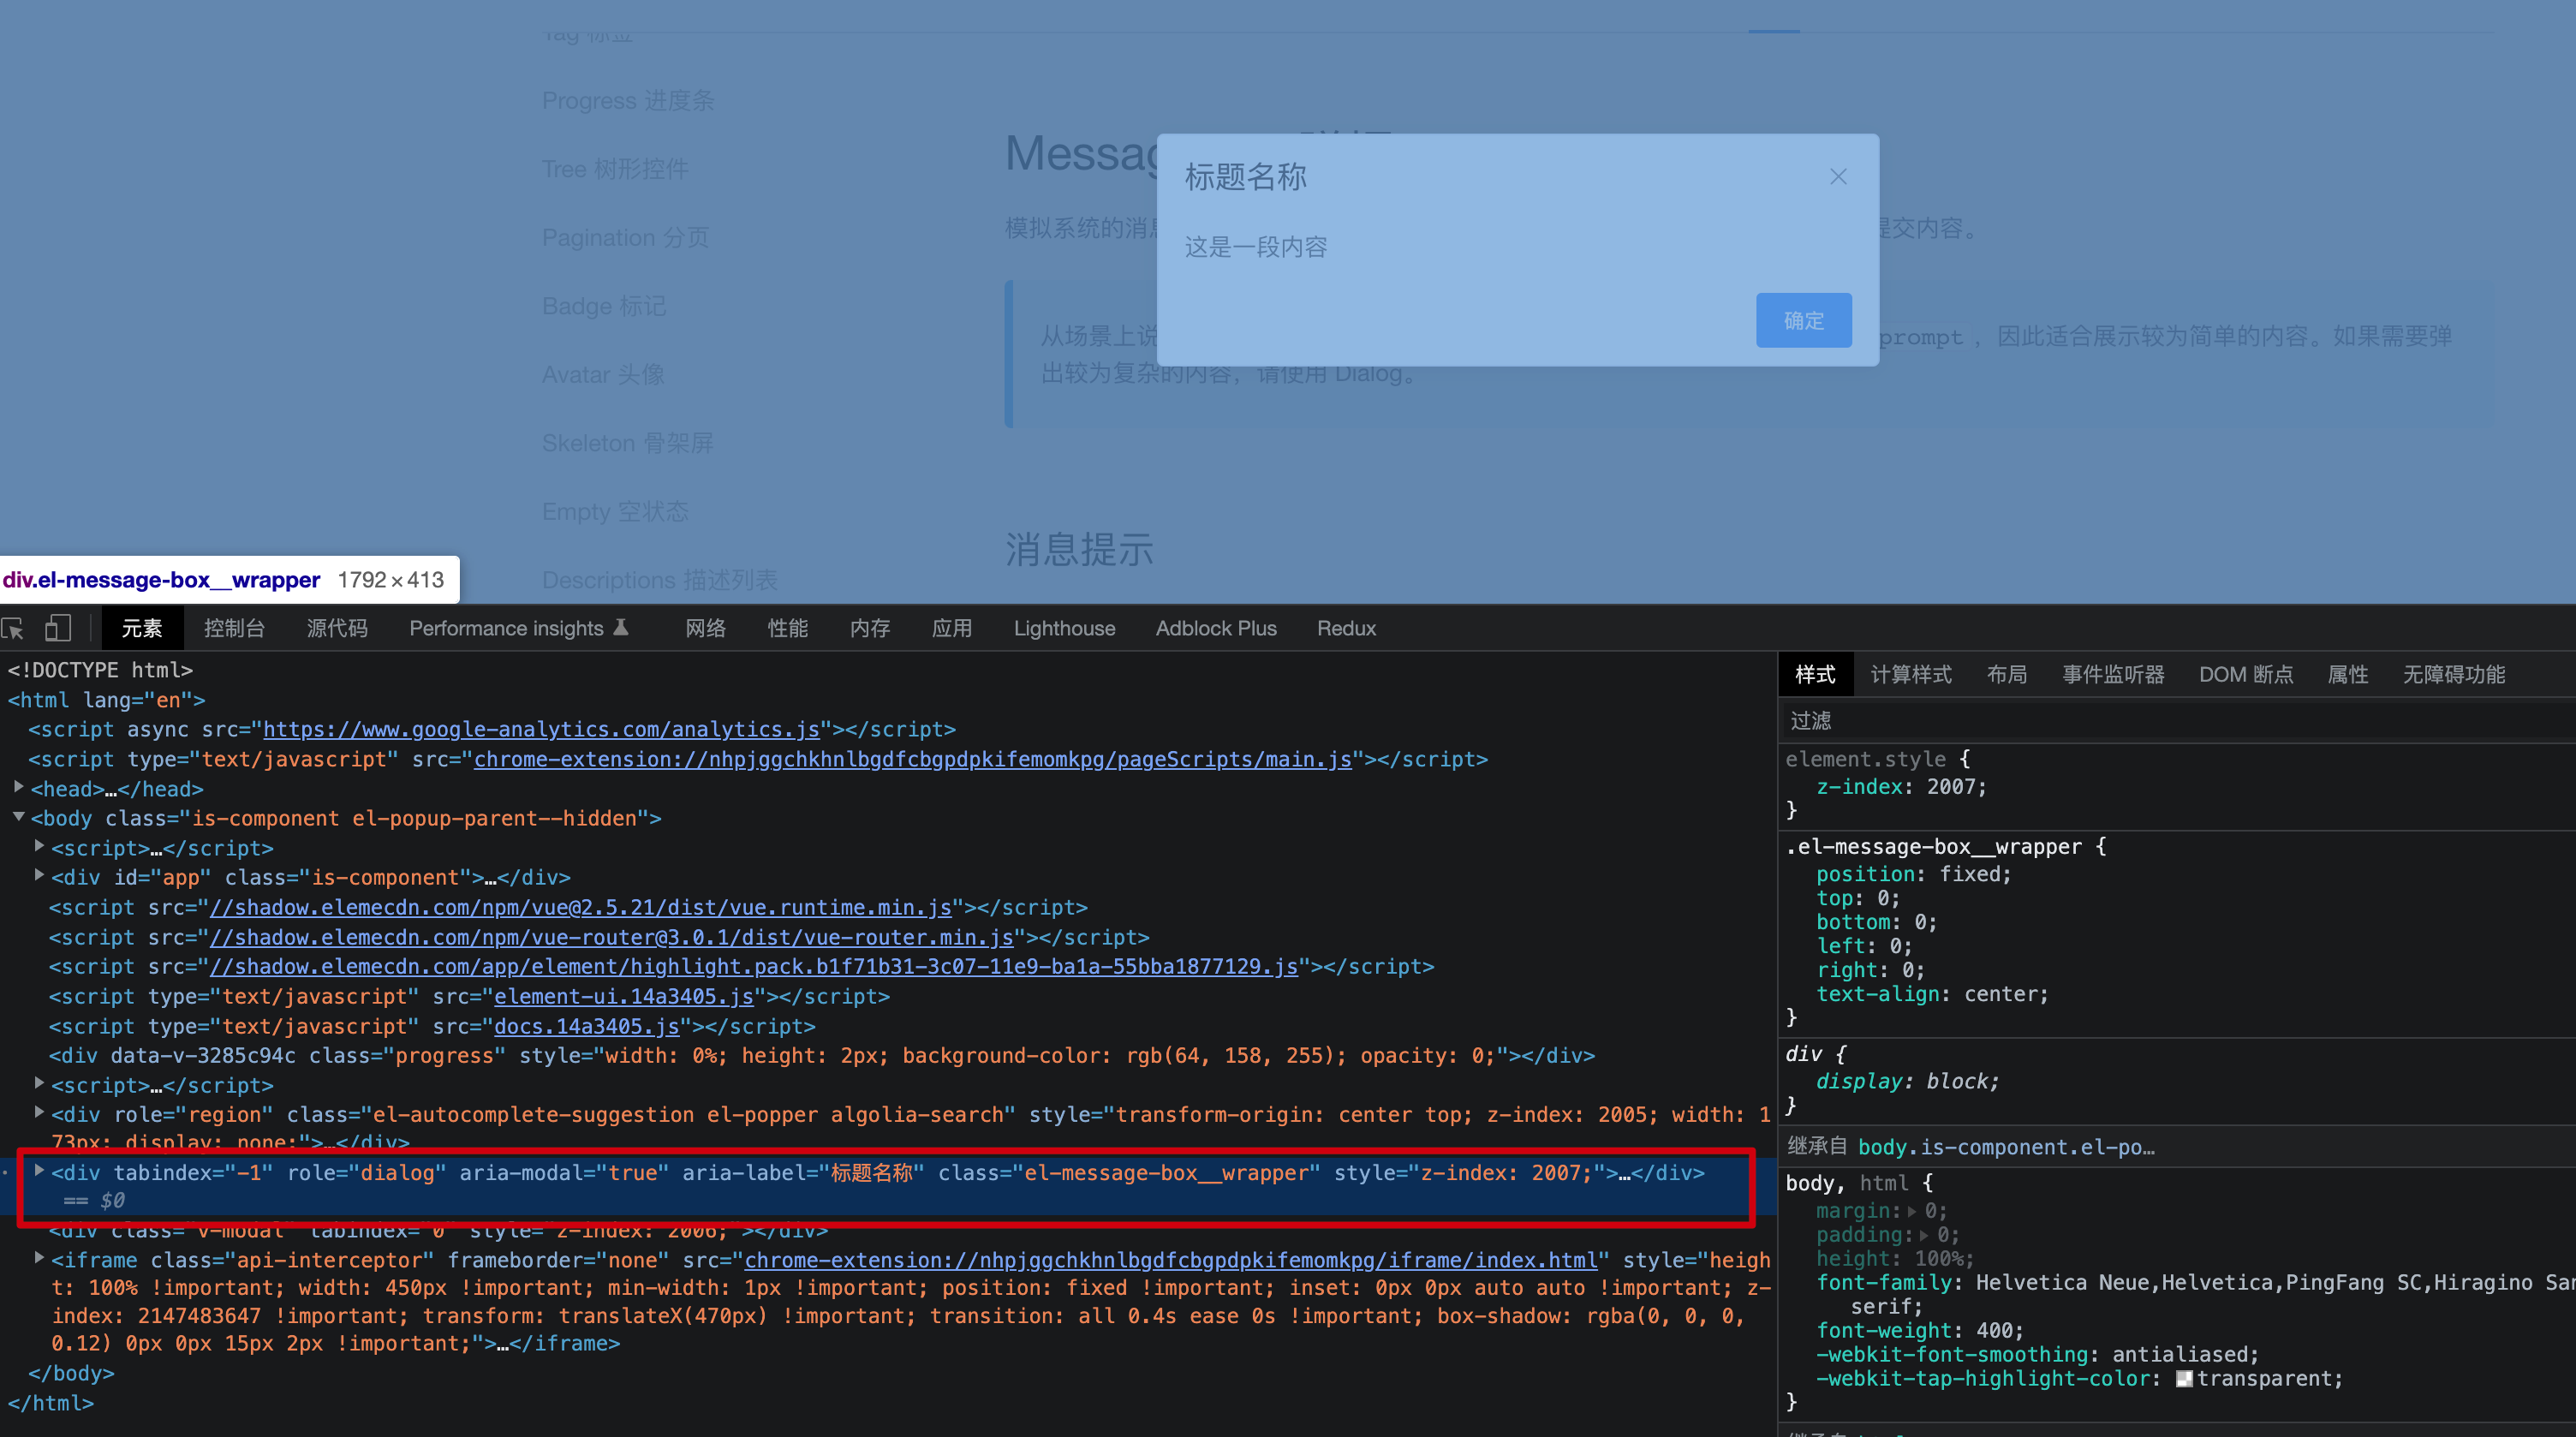 Tag 标签
Progress 进度条
Tree 树形控件
Pagination 分页
Badge 标记
Avatar 头像
Skeleton 骨架屏
Empty 空状态
Descriptions 描述列表
模拟系统的消
提交内容。
从场景上说
prompt ，因此适合展示较为简单的内容。如果需要弹
出较为复杂的内容，请使用 Dialog。
消息提示
标题名称
这是一段内容
确定
div.el-message-box__wrapper 1792 × 413
元素 控制台 源代码 Performance insights 网络 性能 内存 应用 Lighthouse Adblock Plus Redux
<!DOCTYPE html>
<html lang="en">
<script async src="https://www.google-analytics.com/analytics.js"></script>
<script type="text/javascript" src="chrome-extension://nhpjggchkhnlbgdfcbgpdpkifemomkpg/pageScripts/main.js"></script>
<head>…</head>
<body class="is-component el-popup-parent--hidden">
<script>…</script>
<div id="app" class="is-component">…</div>
<script src="//shadow.elemecdn.com/npm/vue@2.5.21/dist/vue.runtime.min.js"></script>
<script src="//shadow.elemecdn.com/npm/vue-router@3.0.1/dist/vue-router.min.js"></script>
<script src="//shadow.elemecdn.com/app/element/highlight.pack.b1f71b31-3c07-11e9-ba1a-55bba1877129.js"></script>
<script type="text/javascript" src="element-ui.14a3405.js"></script>
<script type="text/javascript" src="docs.14a3405.js"></script>
<div data-v-3285c94c class="progress" style="width: 0%; height: 2px; background-color: rgb(64, 158, 255); opacity: 0;"></div>
<script>…</script>
<div role="region" class="el-autocomplete-suggestion el-popper algolia-search" style="transform-origin: center top; z-index: 2005; width: 1
73px; display: none;">…</div>
<div tabindex="-1" role="dialog" aria-modal="true" aria-label="标题名称" class="el-message-box__wrapper" style="z-index: 2007;">…</div>
== $0
<div class="v-modal" tabindex="0" style="z-index: 2006;"></div>
<iframe class="api-interceptor" frameborder="none" src="chrome-extension://nhpjggchkhnlbgdfcbgpdpkifemomkpg/iframe/index.html" style="heigh
t: 100% !important; width: 450px !important; min-width: 1px !important; position: fixed !important; inset: 0px 0px auto auto !important; z-
index: 2147483647 !important; transform: translateX(470px) !important; transition: all 0.4s ease 0s !important; box-shadow: rgba(0, 0, 0,
0.12) 0px 0px 15px 2px !important;">…</iframe>
</body>
</html>
样式 计算样式 布局 事件监听器 DOM 断点 属性 无障碍功能
过滤
element.style {
z-index: 2007;
}
.el-message-box__wrapper {
position: fixed;
top: 0;
bottom: 0;
left: 0;
right: 0;
text-align: center;
}
div {
display: block;
}
继承自 body.is-component.el-po…
body, html {
margin: 0;
padding: 0;
height: 100%;
font-family: Helvetica Neue,Helvetica,PingFang SC,Hiragino San
serif;
font-weight: 400;
-webkit-font-smoothing: antialiased;
-webkit-tap-highlight-color: transparent;
}